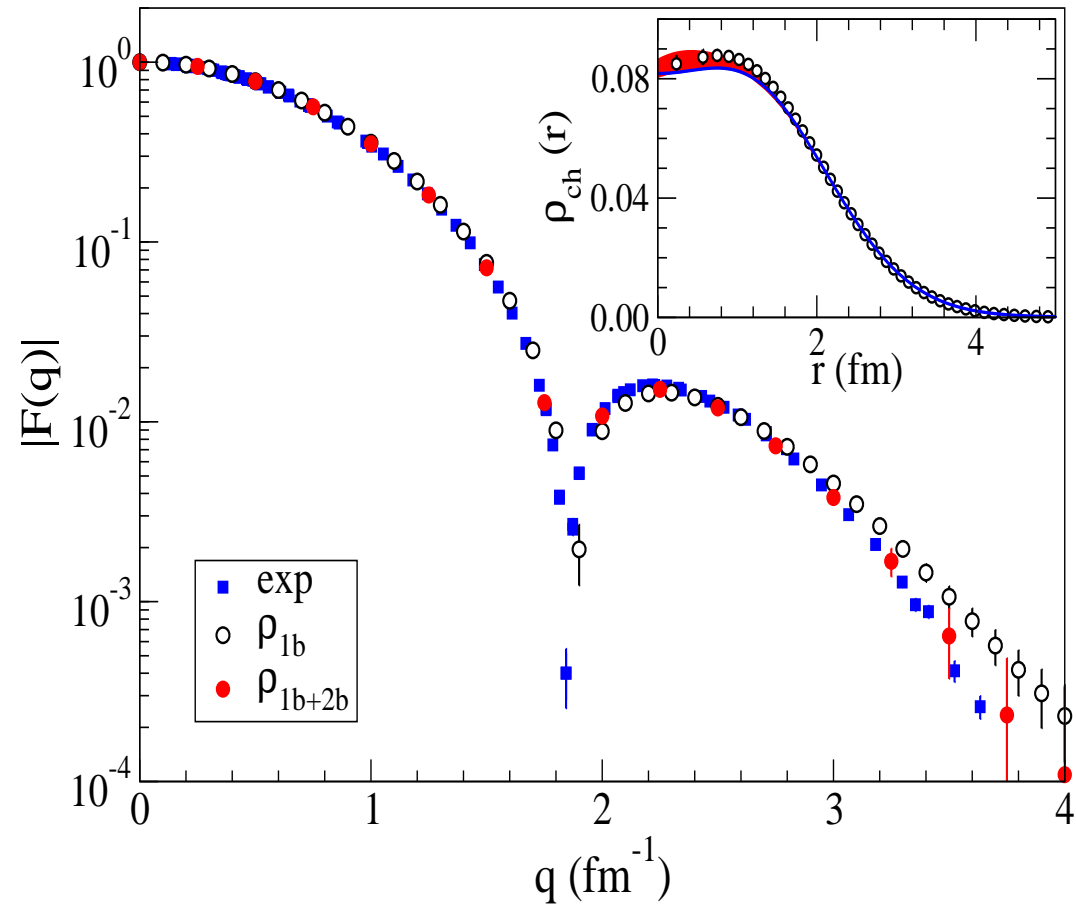 |F(q)|
10^0
10^-1
10^-2
10^-3
10^-4
0 1 2 3 4
q (fm^-1)
exp
ρ_1b
ρ_1b+2b
ρ_ch (r)
0.08
0.04
0.00
0 2 4
r (fm)